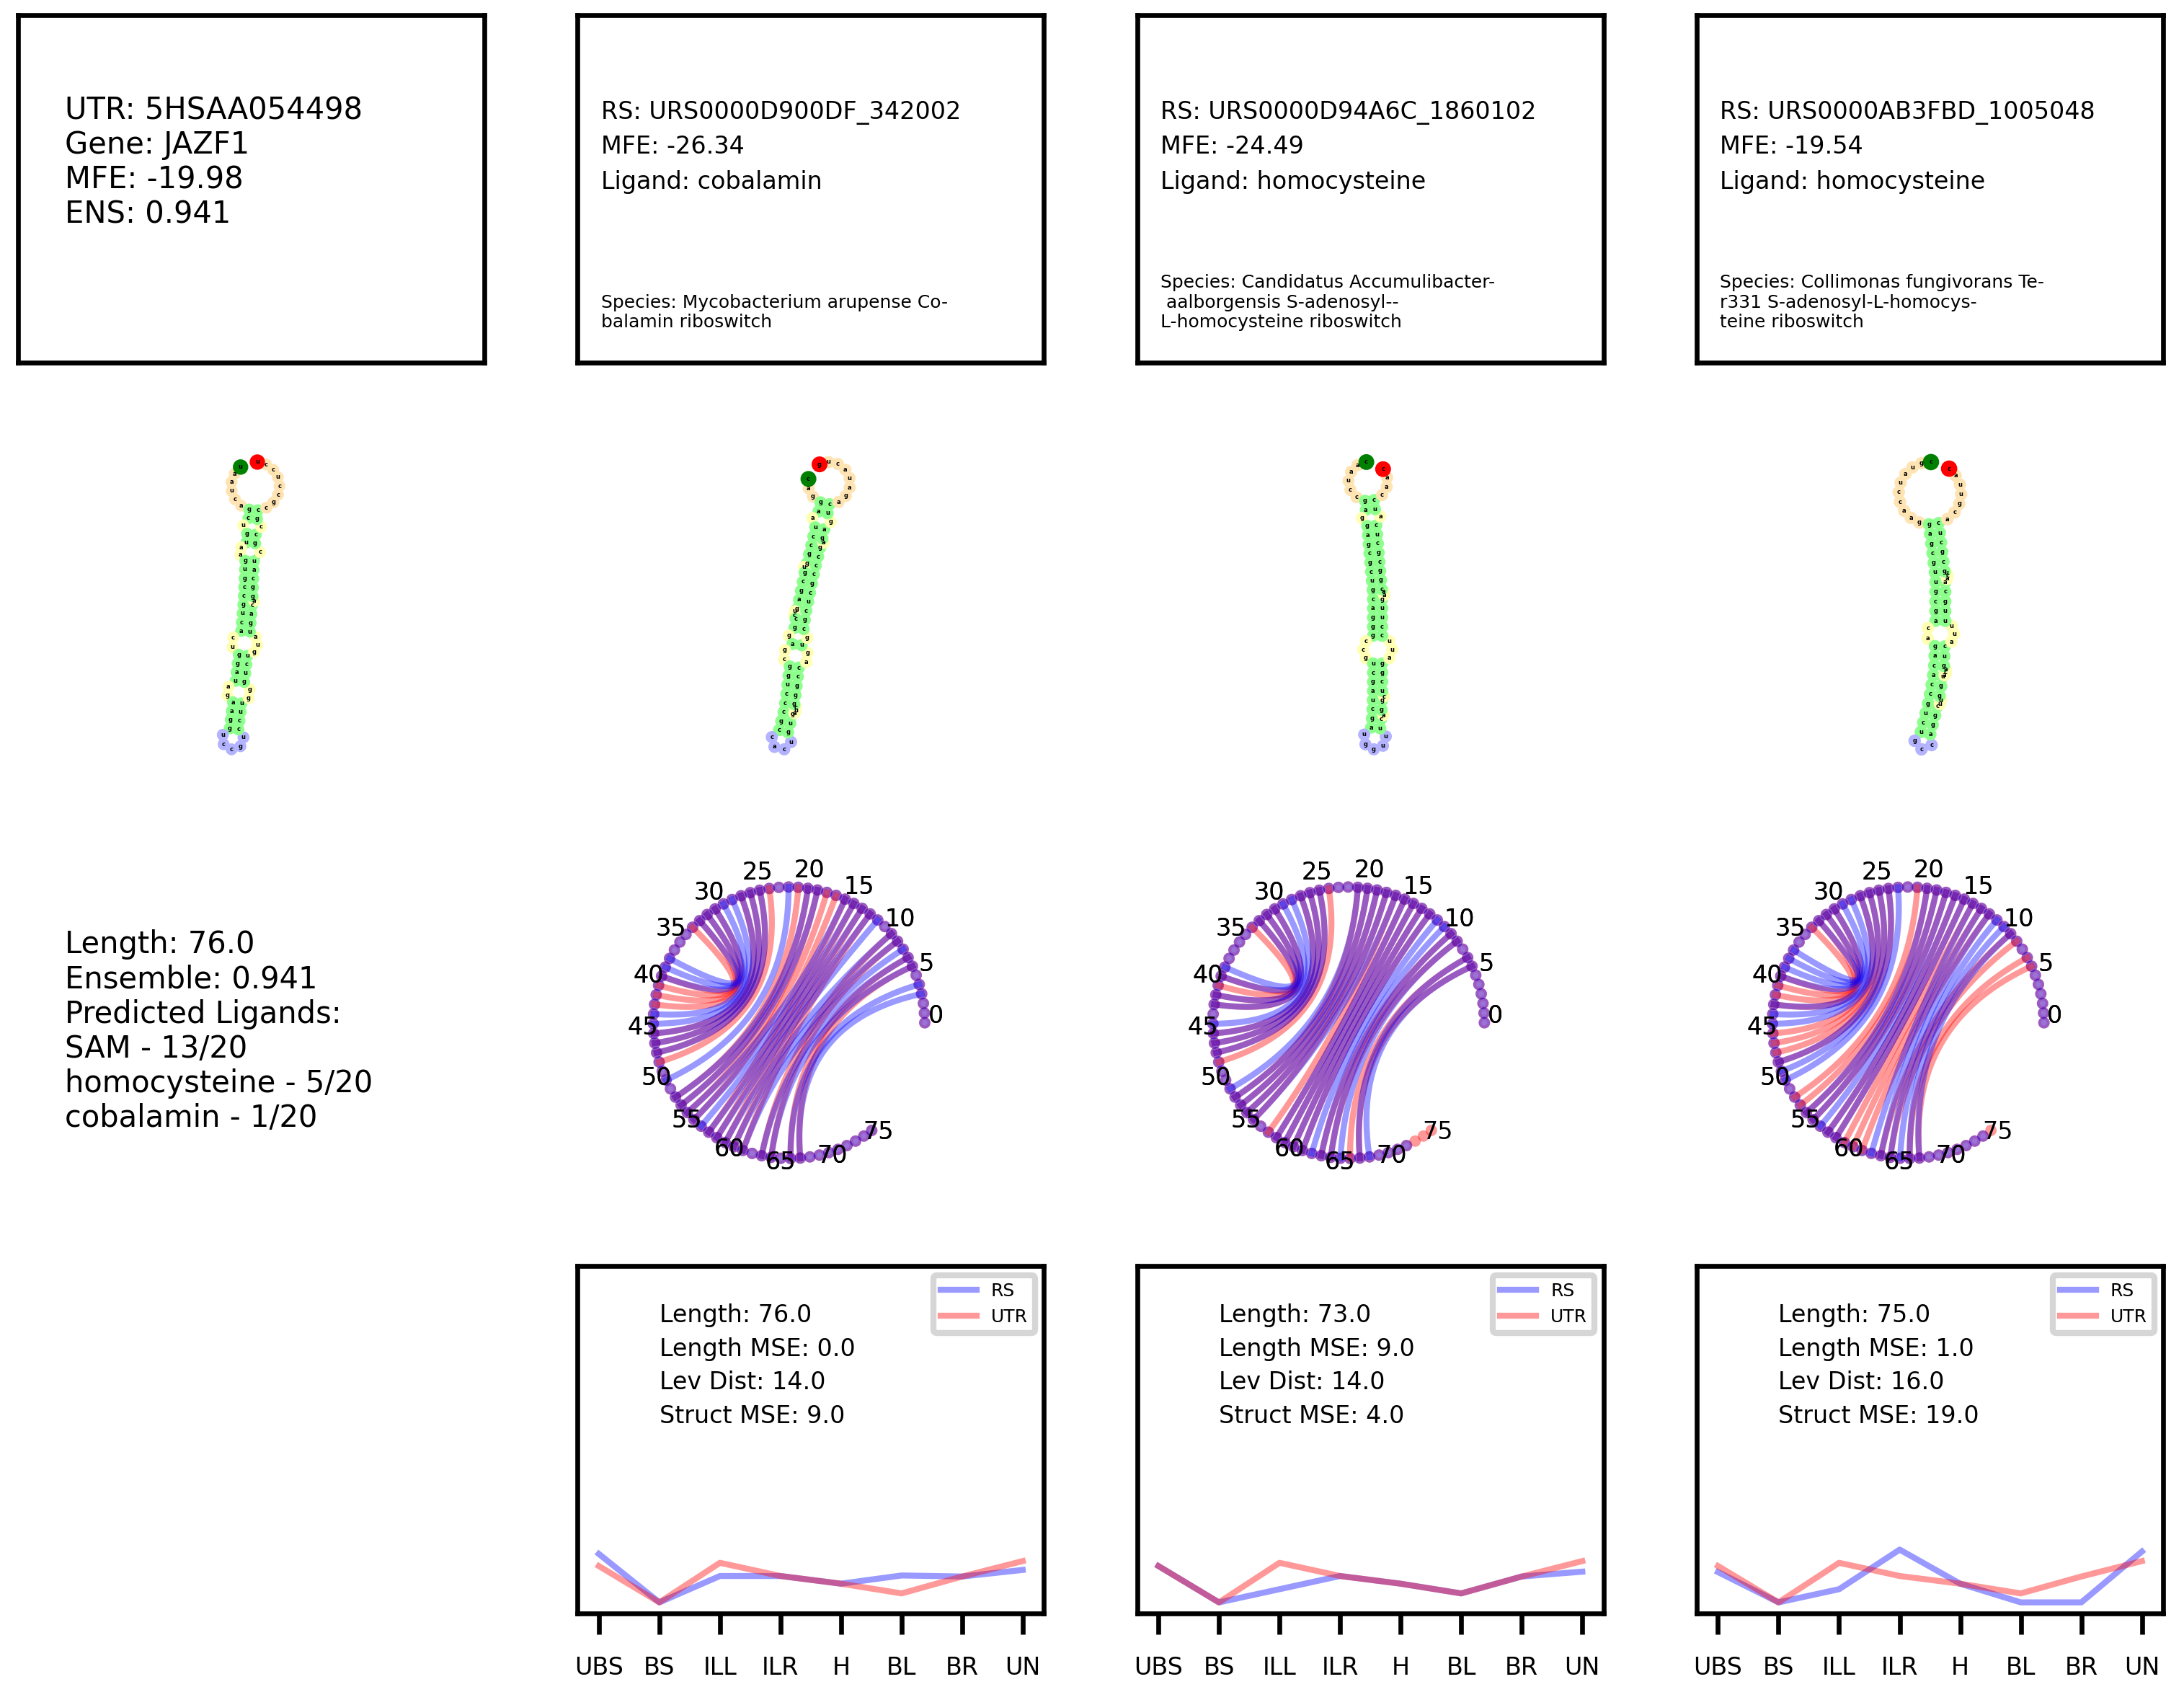 UTR: 5HSAA054498
Gene: JAZF1
MFE: -19.98
ENS: 0.941
RS: URS0000D900DF_342002
MFE: -26.34
Ligand: cobalamin
Species: Mycobacterium arupense Co-
balamin riboswitch
RS: URS0000D94A6C_1860102
MFE: -24.49
Ligand: homocysteine
Species: Candidatus Accumulibacter-
aalborgensis S-adenosyl--
L-homocysteine riboswitch
RS: URS0000AB3FBD_1005048
MFE: -19.54
Ligand: homocysteine
Species: Collimonas fungivorans Te-
r331 S-adenosyl-L-homocys-
teine riboswitch
Length: 76.0
Ensemble: 0.941
Predicted Ligands:
SAM - 13/20
homocysteine - 5/20
cobalamin - 1/20
0
5
10
15
20
25
30
35
40
45
50
55
60
65
70
75
0
5
10
15
20
25
30
35
40
45
50
55
60
65
70
75
0
5
10
15
20
25
30
35
40
45
50
55
60
65
70
75
RS
UTR
Length: 76.0
Length MSE: 0.0
Lev Dist: 14.0
Struct MSE: 9.0
UBS BS ILL ILR H BL BR UN
RS
UTR
Length: 73.0
Length MSE: 9.0
Lev Dist: 14.0
Struct MSE: 4.0
UBS BS ILL ILR H BL BR UN
RS
UTR
Length: 75.0
Length MSE: 1.0
Lev Dist: 16.0
Struct MSE: 19.0
UBS BS ILL ILR H BL BR UN